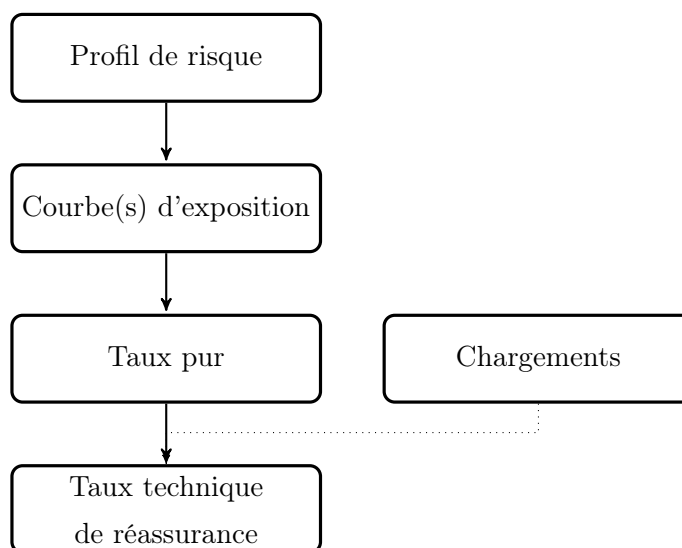 Profil de risque
Courbe(s) d'exposition
Taux pur
Chargements
Taux technique
de réassurance